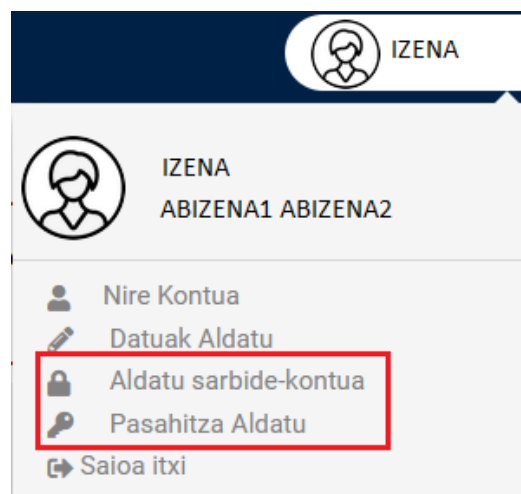 IZENA
IZENA
ABIZENA1 ABIZENA2
Nire Kontua
Datuak Aldatu
Aldatu sarbide-kontua
Pasahitza Aldatu
Saioa itxi